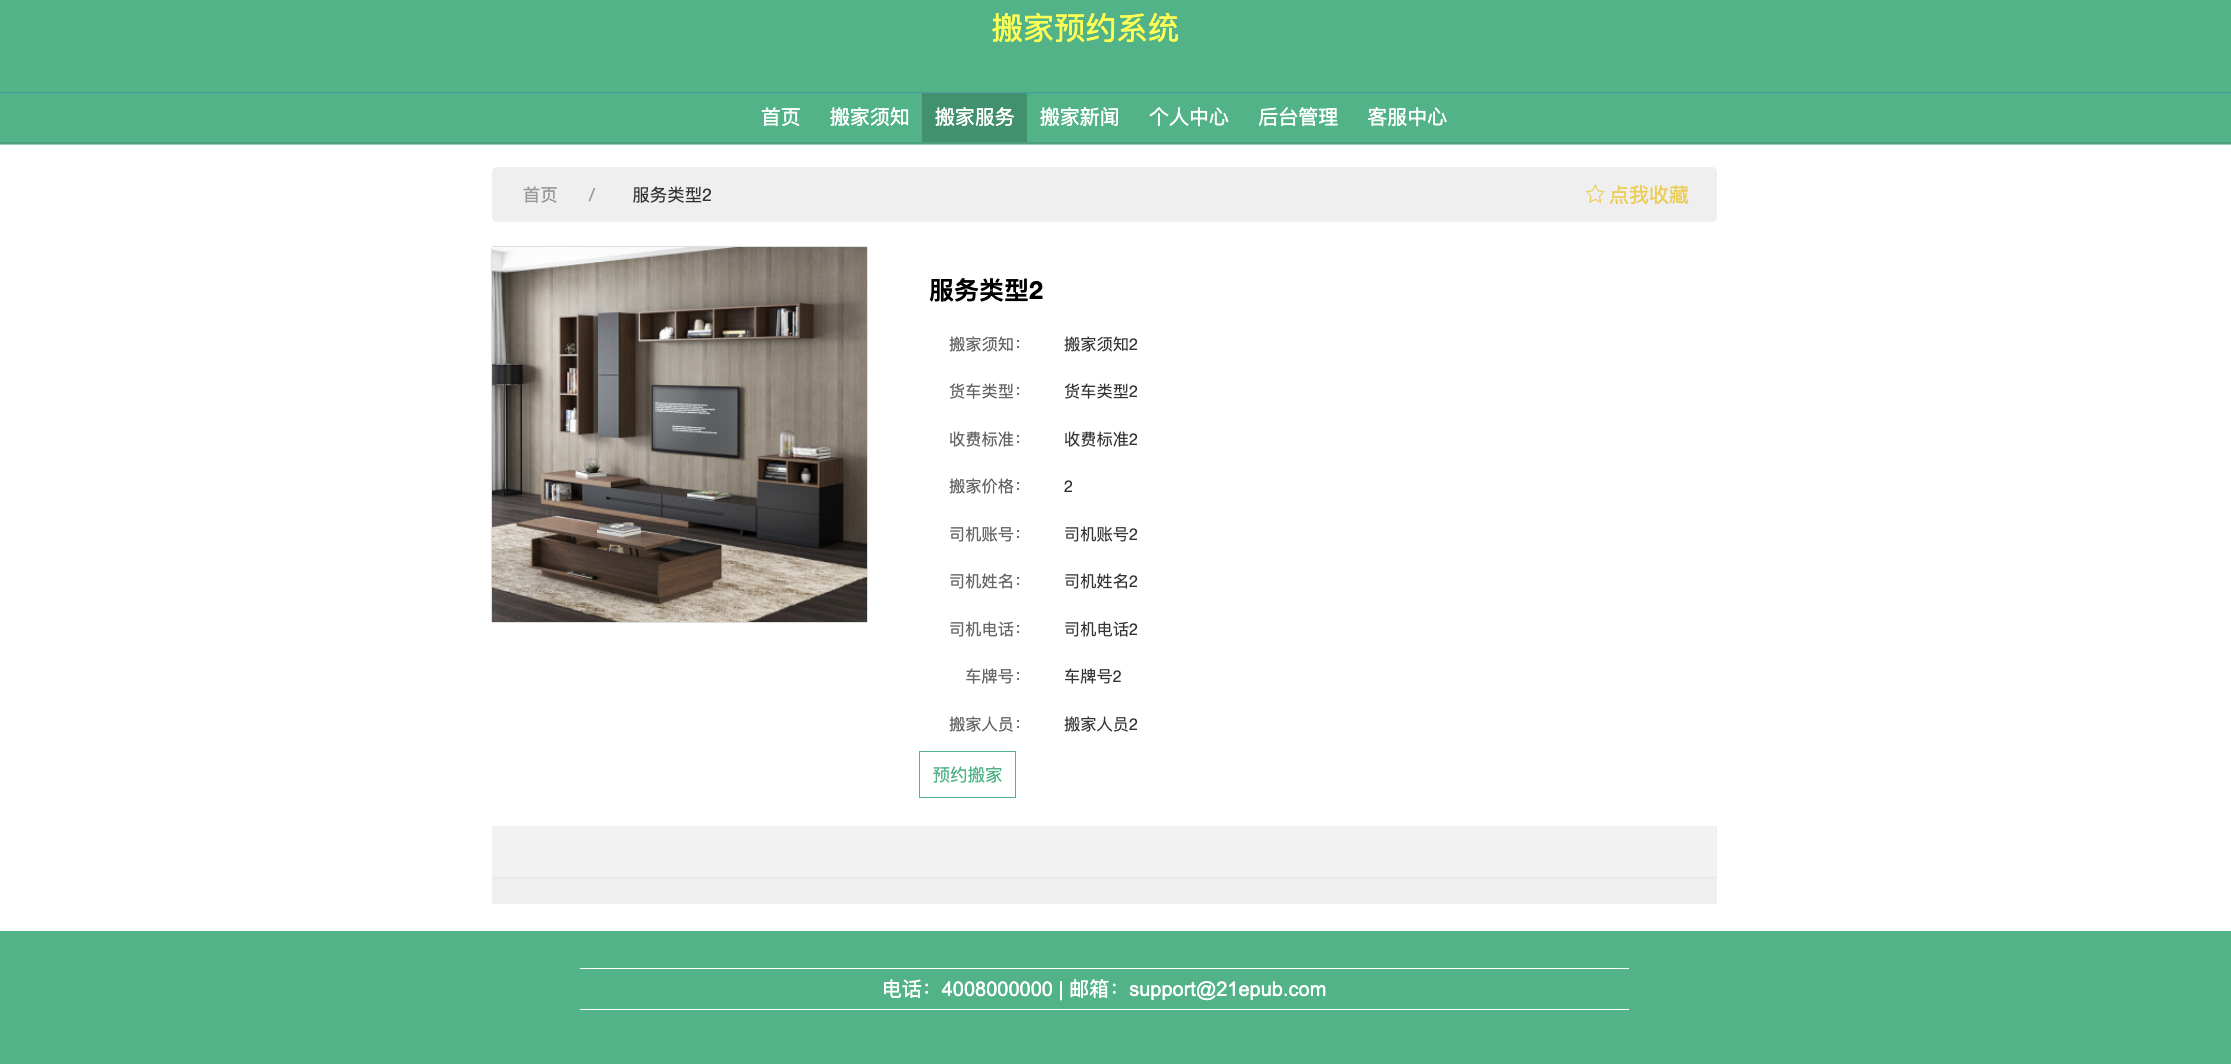 搬家预约系统
首页 搬家须知 搬家服务 搬家新闻 个人中心 后台管理 客服中心
首页 / 服务类型2 点我收藏
服务类型2
搬家须知： 搬家须知2
货车类型： 货车类型2
收费标准： 收费标准2
搬家价格： 2
司机账号： 司机账号2
司机姓名： 司机姓名2
司机电话： 司机电话2
车牌号： 车牌号2
搬家人员： 搬家人员2
预约搬家
电话：4008000000 | 邮箱：support@21epub.com